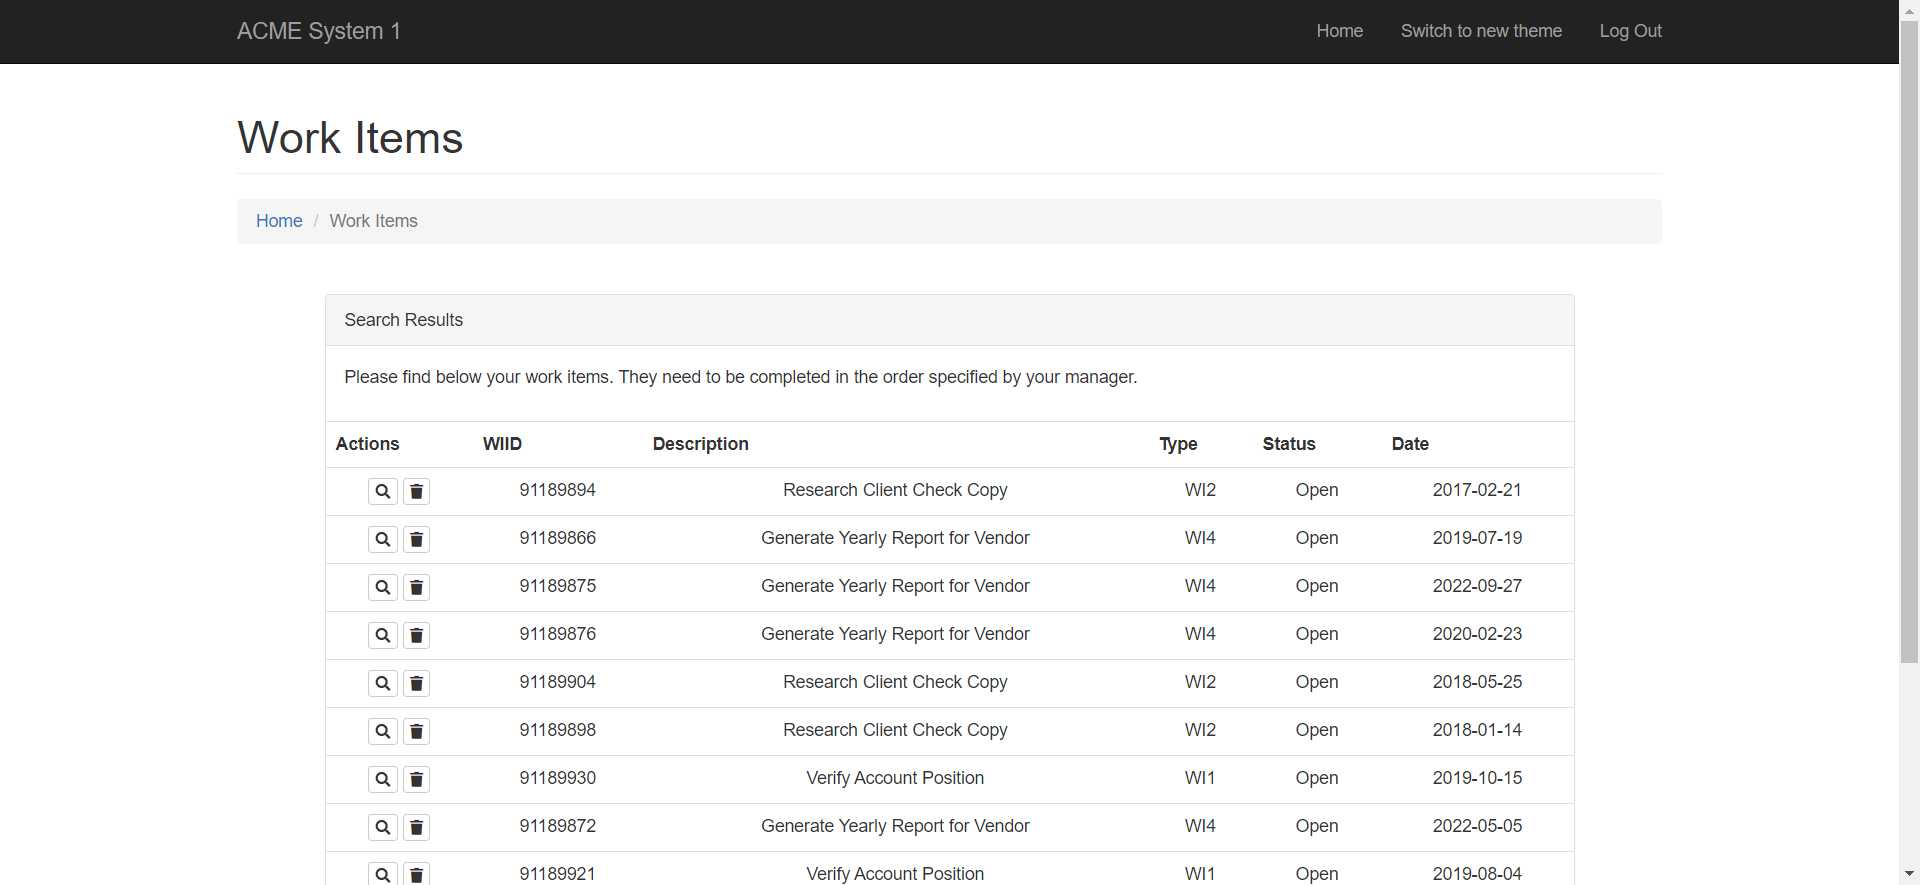 ACME System 1 Home Switch to new theme Log Out
Work Items
Home / Work Items
Search Results
Please find below your work items. They need to be completed in the order specified by your manager.
Actions WIID Description Type Status Date
91189894 Research Client Check Copy WI2 Open 2017-02-21
91189866 Generate Yearly Report for Vendor WI4 Open 2019-07-19
91189875 Generate Yearly Report for Vendor WI4 Open 2022-09-27
91189876 Generate Yearly Report for Vendor WI4 Open 2020-02-23
91189904 Research Client Check Copy WI2 Open 2018-05-25
91189898 Research Client Check Copy WI2 Open 2018-01-14
91189930 Verify Account Position WI1 Open 2019-10-15
91189872 Generate Yearly Report for Vendor WI4 Open 2022-05-05
91189921 Verify Account Position WI1 Open 2019-08-04